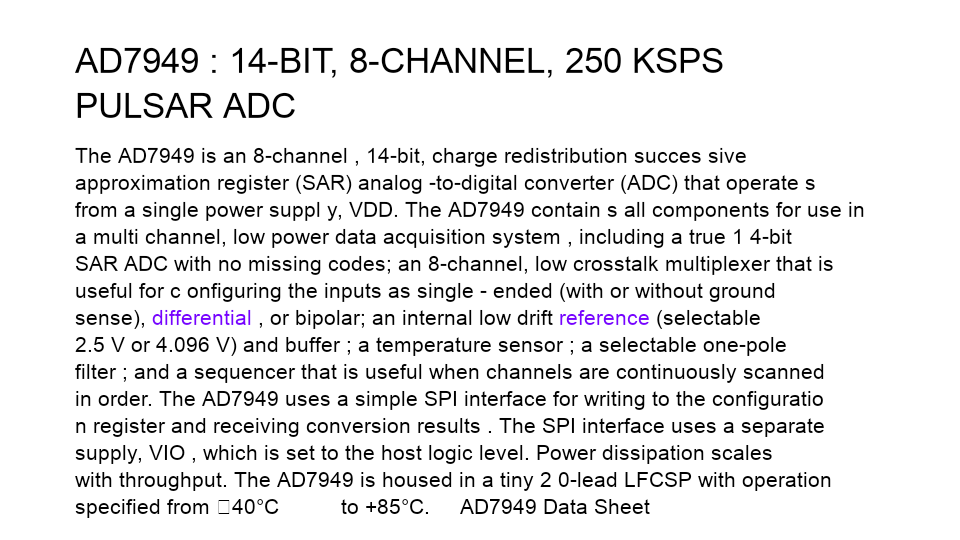 AD7949 : 14-BIT, 8-CHANNEL, 250 KSPS
PULSAR ADC
The AD7949 is an 8-channel , 14-bit, charge redistribution succes sive
approximation register (SAR) analog -to-digital converter (ADC) that operate s
from a single power suppl y, VDD. The AD7949 contain s all components for use in
a multi channel, low power data acquisition system , including a true 1 4-bit
SAR ADC with no missing codes; an 8-channel, low crosstalk multiplexer that is
useful for c onfiguring the inputs as single - ended (with or without ground
sense), differential , or bipolar; an internal low drift reference (selectable
2.5 V or 4.096 V) and buffer ; a temperature sensor ; a selectable one-pole
filter ; and a sequencer that is useful when channels are continuously scanned
in order. The AD7949 uses a simple SPI interface for writing to the configuratio
n register and receiving conversion results . The SPI interface uses a separate
supply, VIO , which is set to the host logic level. Power dissipation scales
with throughput. The AD7949 is housed in a tiny 2 0-lead LFCSP with operation
specified from □40°C to +85°C. AD7949 Data Sheet